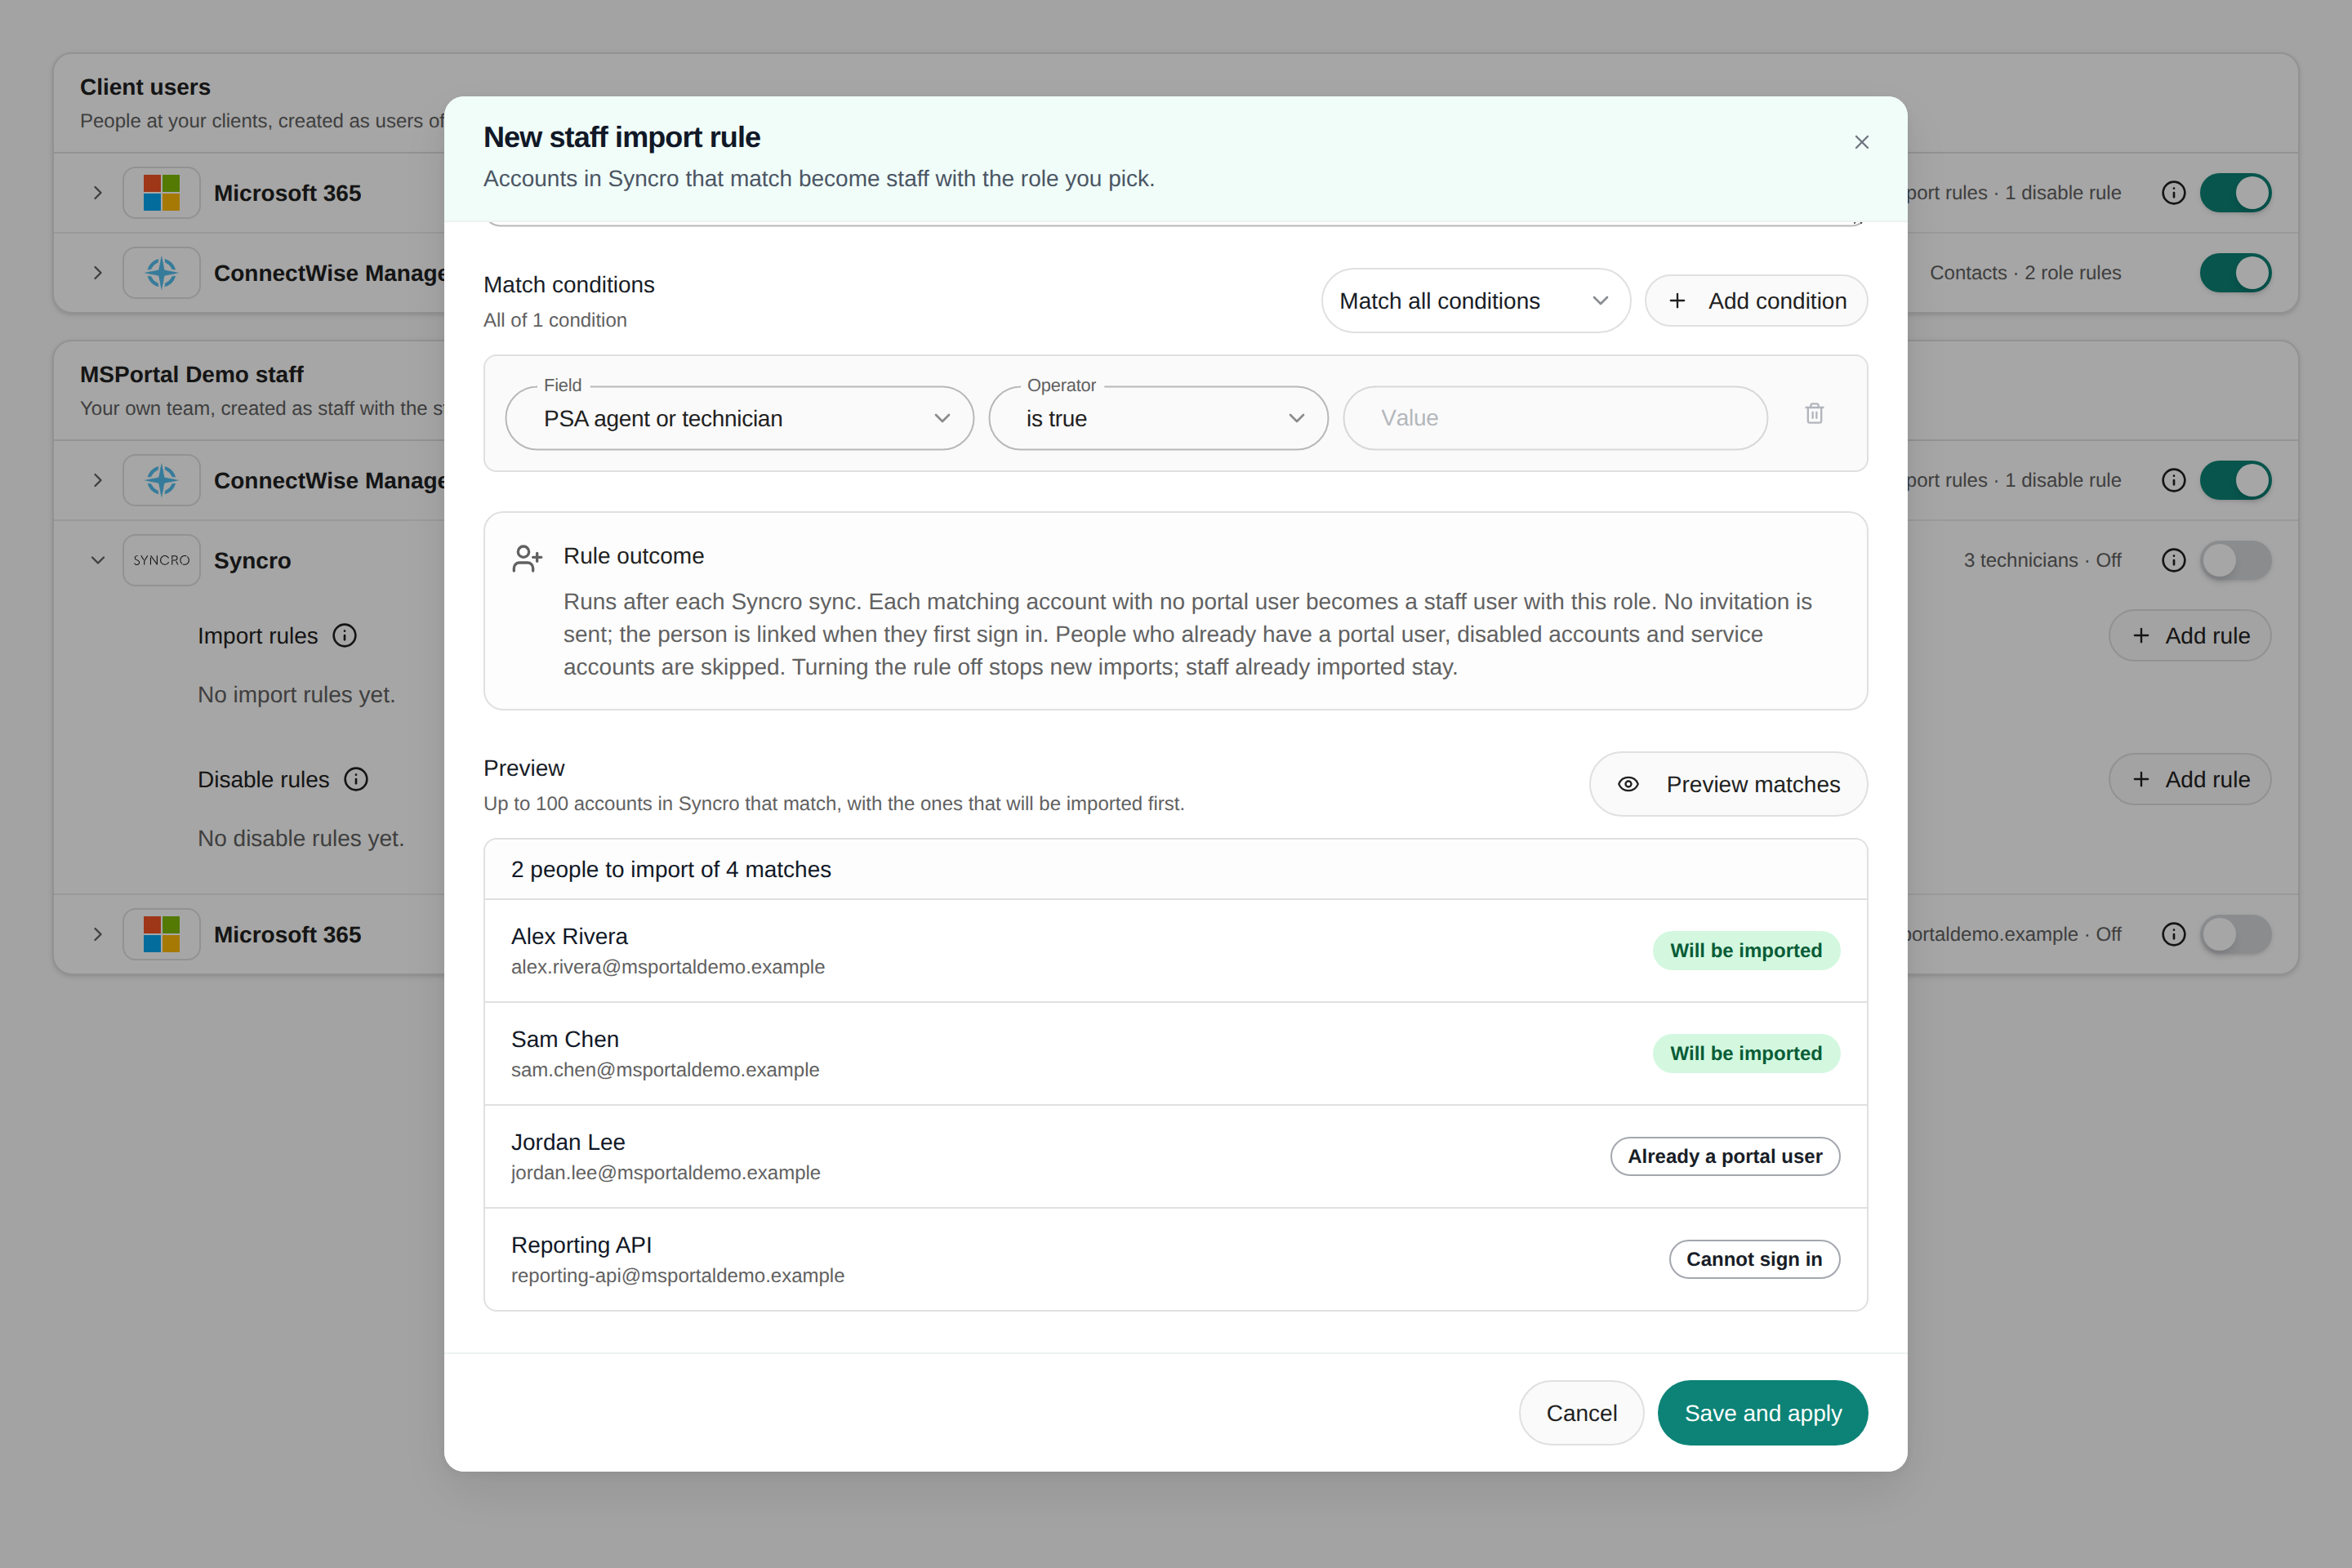 Client users
People at your clients, created as users of
Microsoft 365
port rules · 1 disable rule
ConnectWise Manage
Contacts · 2 role rules
MSPortal Demo staff
Your own team, created as staff with the s
ConnectWise Manage
port rules · 1 disable rule
SYNCRO
Syncro
3 technicians · Off
Import rules
Add rule
No import rules yet.
Disable rules
Add rule
No disable rules yet.
Microsoft 365
portaldemo.example · Off
New staff import rule
Accounts in Syncro that match become staff with the role you pick.
Match conditions
All of 1 condition
Match all conditions
Add condition
Field
PSA agent or technician
Operator
is true
Value
Rule outcome
Runs after each Syncro sync. Each matching account with no portal user becomes a staff user with this role. No invitation is
sent; the person is linked when they first sign in. People who already have a portal user, disabled accounts and service
accounts are skipped. Turning the rule off stops new imports; staff already imported stay.
Preview
Up to 100 accounts in Syncro that match, with the ones that will be imported first.
Preview matches
2 people to import of 4 matches
Alex Rivera
alex.rivera@msportaldemo.example
Will be imported
Sam Chen
sam.chen@msportaldemo.example
Will be imported
Jordan Lee
jordan.lee@msportaldemo.example
Already a portal user
Reporting API
reporting-api@msportaldemo.example
Cannot sign in
Cancel
Save and apply